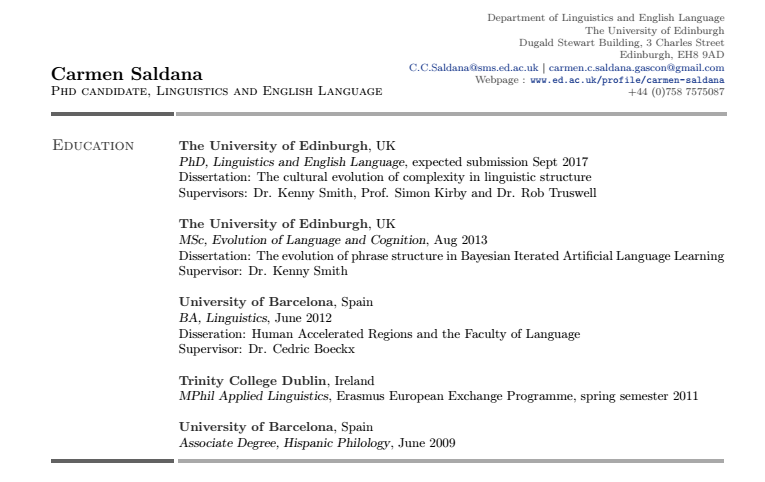 Department of Linguistics and English Language
The University of Edinburgh
Dugald Stewart Building, 3 Charles Street
Edinburgh, EH8 9AD
C.C.Saldana@sms.ed.ac.uk | carmen.c.saldana.gascon@gmail.com
Webpage : www.ed.ac.uk/profile/carmen-saldana
+44 (0)758 7575087
Carmen Saldana
PHD CANDIDATE, LINGUISTICS AND ENGLISH LANGUAGE
EDUCATION
The University of Edinburgh, UK
PhD, Linguistics and English Language, expected submission Sept 2017
Dissertation: The cultural evolution of complexity in linguistic structure
Supervisors: Dr. Kenny Smith, Prof. Simon Kirby and Dr. Rob Truswell
The University of Edinburgh, UK
MSc, Evolution of Language and Cognition, Aug 2013
Dissertation: The evolution of phrase structure in Bayesian Iterated Artificial Language Learning
Supervisor: Dr. Kenny Smith
University of Barcelona, Spain
BA, Linguistics, June 2012
Disseration: Human Accelerated Regions and the Faculty of Language
Supervisor: Dr. Cedric Boeckx
Trinity College Dublin, Ireland
MPhil Applied Linguistics, Erasmus European Exchange Programme, spring semester 2011
University of Barcelona, Spain
Associate Degree, Hispanic Philology, June 2009